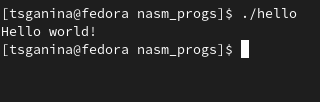 [tsganina@fedora nasm_progs]$ ./hello
Hello world!
[tsganina@fedora nasm_progs]$